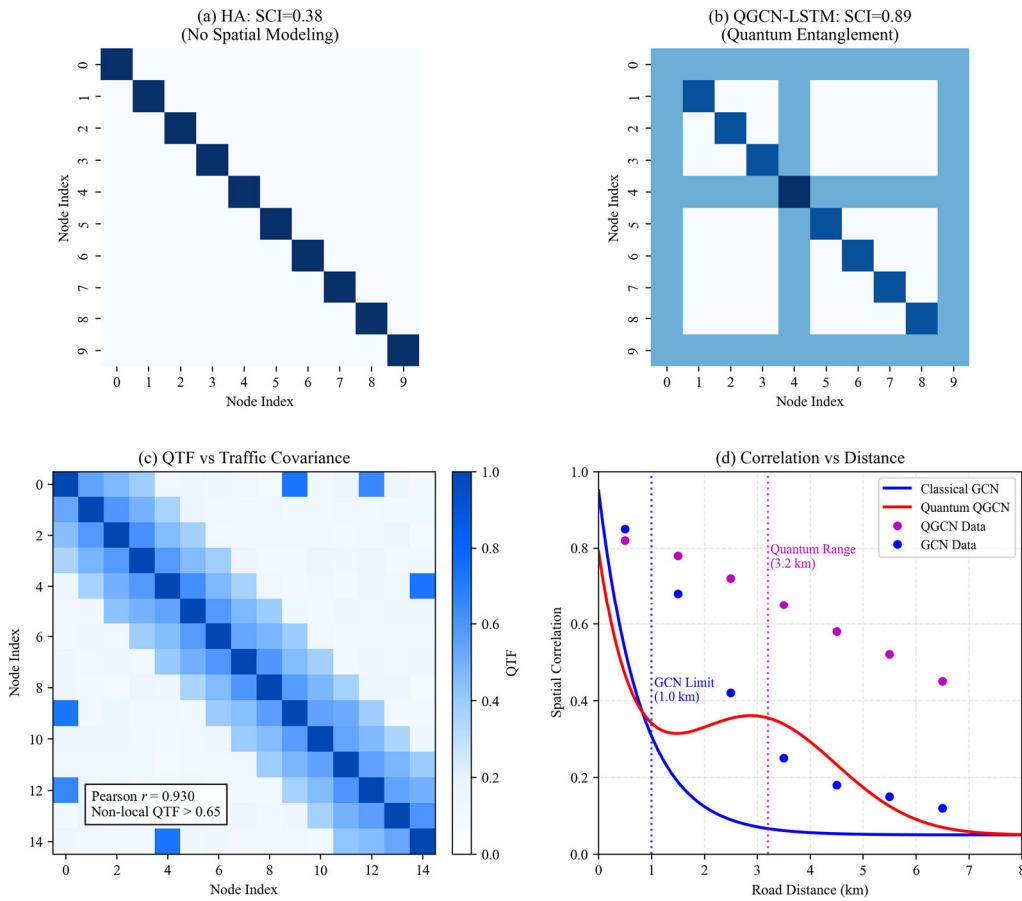 (a) HA: SCI=0.38
(No Spatial Modeling)
Node Index
0
1
2
3
4
5
6
7
8
9
0 1 2 3 4 5 6 7 8 9
Node Index
(b) QGCN-LSTM: SCI=0.89
(Quantum Entanglement)
Node Index
0
1
2
3
4
5
6
7
8
9
0 1 2 3 4 5 6 7 8 9
Node Index
(c) QTF vs Traffic Covariance
Node Index
0
2
4
6
8
10
12
14
Pearson r = 0.930
Non-local QTF > 0.65
0 2 4 6 8 10 12 14
Node Index
1.0
0.8
0.6
0.4
0.2
0.0
QTF
(d) Correlation vs Distance
Spatial Correlation
1.0
0.8
0.6
0.4
0.2
0.0
Classical GCN
Quantum QGCN
QGCN Data
GCN Data
Quantum Range
(3.2 km)
GCN Limit
(1.0 km)
0 1 2 3 4 5 6 7 8
Road Distance (km)